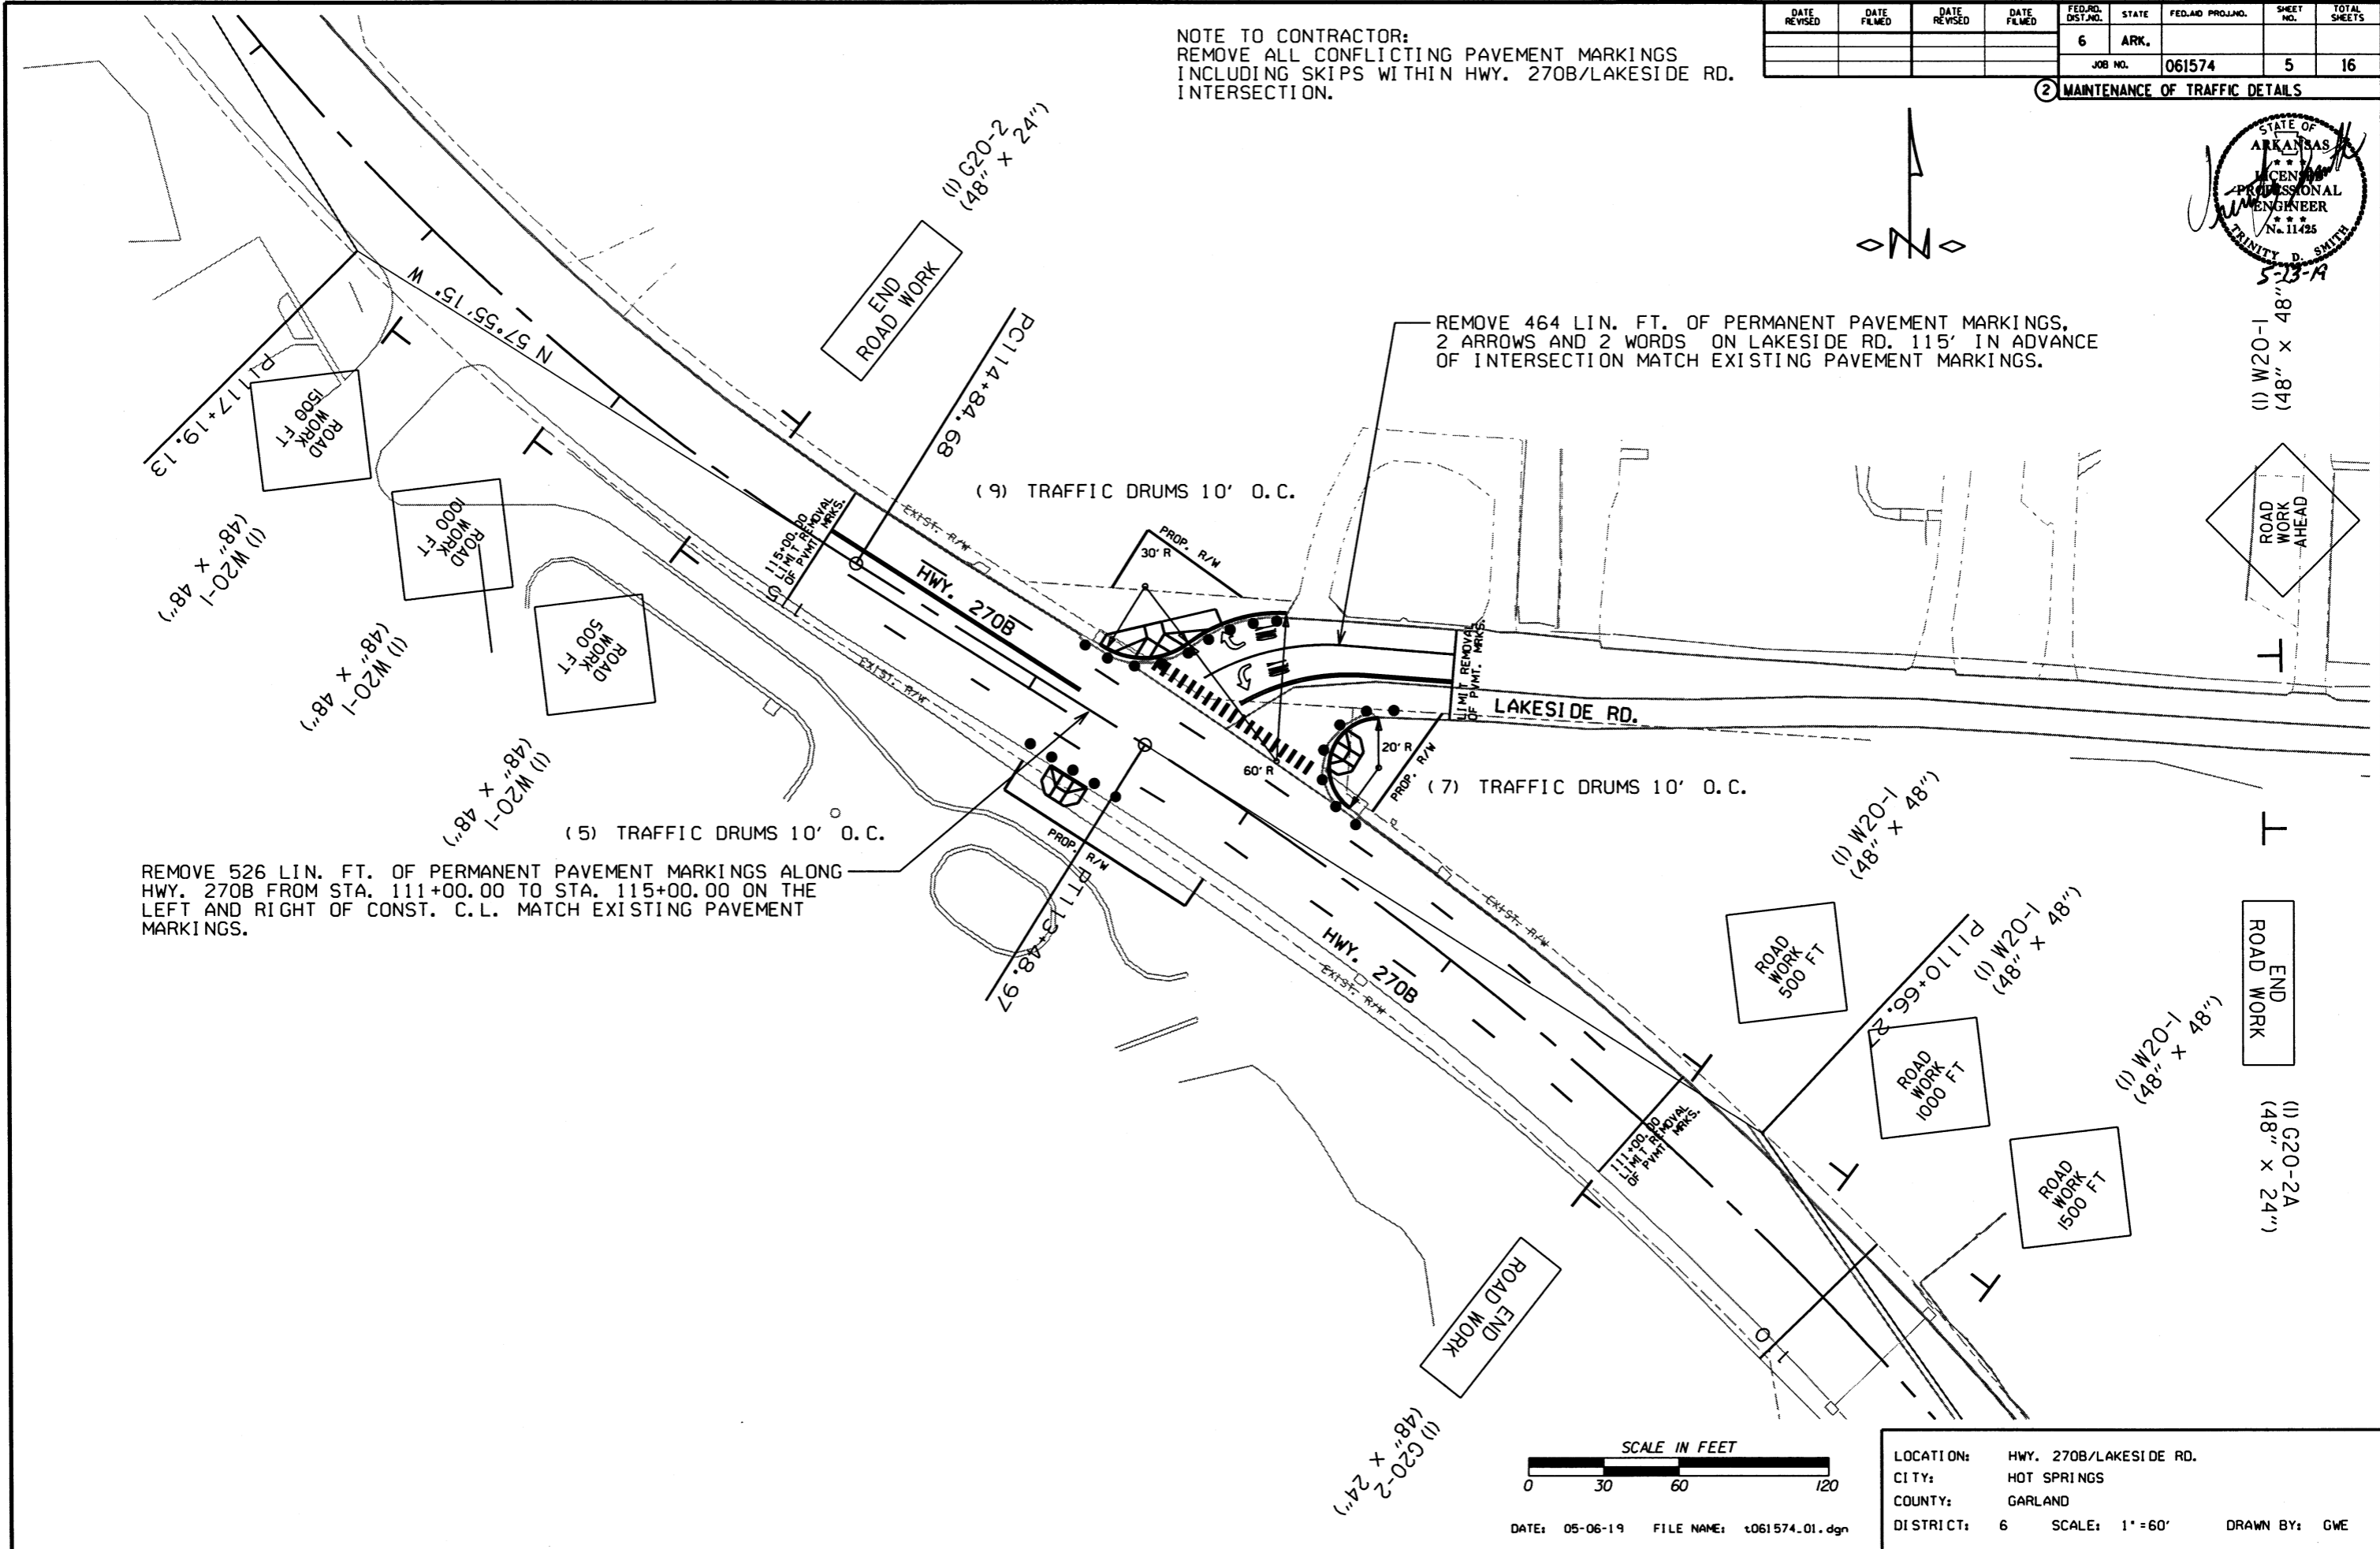 NOTE TO CONTRACTOR:
REMOVE ALL CONFLICTING PAVEMENT MARKINGS
INCLUDING SKIPS WITHIN HWY. 270B/LAKESIDE RD.
INTERSECTION.
DATE REVISED
DATE FILMED
DATE REVISED
DATE FILMED
FED.RD. DIST.NO.
STATE
FED.AID PROJ.NO.
SHEET NO.
TOTAL SHEETS
6
ARK.
JOB NO.
061574
5
16
2
MAINTENANCE OF TRAFFIC DETAILS
STATE OF
ARKANSAS
* * *
LICENSED
PROFESSIONAL
ENGINEER
* * *
No. 11425
TRINITY D. SMITH
5-23-19
N
(1) G20-2
(48" X 24")
END
ROAD WORK
PC114+84.68
N 57°55'15" W
PI117+19.13
ROAD
WORK
1500 FT
(1) W20-1
(48" X 48")
ROAD
WORK
1000 FT
(1) W20-1
(48" X 48")
ROAD
WORK
500 FT
(1) W20-1
(48" X 48")
REMOVE 464 LIN. FT. OF PERMANENT PAVEMENT MARKINGS,
2 ARROWS AND 2 WORDS ON LAKESIDE RD. 115' IN ADVANCE
OF INTERSECTION MATCH EXISTING PAVEMENT MARKINGS.
(1) W20-1
(48" X 48")
ROAD
WORK
AHEAD
(9) TRAFFIC DRUMS 10' O.C.
115+00.00
LIMIT REMOVAL
OF PVMT. MRKS.
115
EXIST. R/W
HWY. 270B
PROP. R/W
30' R
EXIST. R/W
LIMIT REMOVAL
OF PVMT. MRKS.
LAKESIDE RD.
20' R
60' R
PROP. R/W
(7) TRAFFIC DRUMS 10' O.C.
(5) TRAFFIC DRUMS 10' O.C.
PROP. R/W
PT113+48.97
REMOVE 526 LIN. FT. OF PERMANENT PAVEMENT MARKINGS ALONG
HWY. 270B FROM STA. 111+00.00 TO STA. 115+00.00 ON THE
LEFT AND RIGHT OF CONST. C.L. MATCH EXISTING PAVEMENT
MARKINGS.
EXIST. R/W
HWY. 270B
EXIST. R/W
(1) W20-1
(48" X 48")
ROAD
WORK
500 FT
PI110+66.27
(1) W20-1
(48" X 48")
ROAD
WORK
1000 FT
(1) W20-1
(48" X 48")
ROAD
WORK
1500 FT
END
ROAD WORK
(1) G20-2A
(48" X 24")
111+00.00
LIMIT REMOVAL
OF PVMT. MRKS.
110
END
ROAD WORK
(1) G20-2
(48" X 24")
SCALE IN FEET
0 30 60 120
DATE: 05-06-19 FILE NAME: t061574_01.dgn
LOCATION: HWY. 270B/LAKESIDE RD.
CITY: HOT SPRINGS
COUNTY: GARLAND
DISTRICT: 6 SCALE: 1"=60' DRAWN BY: GWE